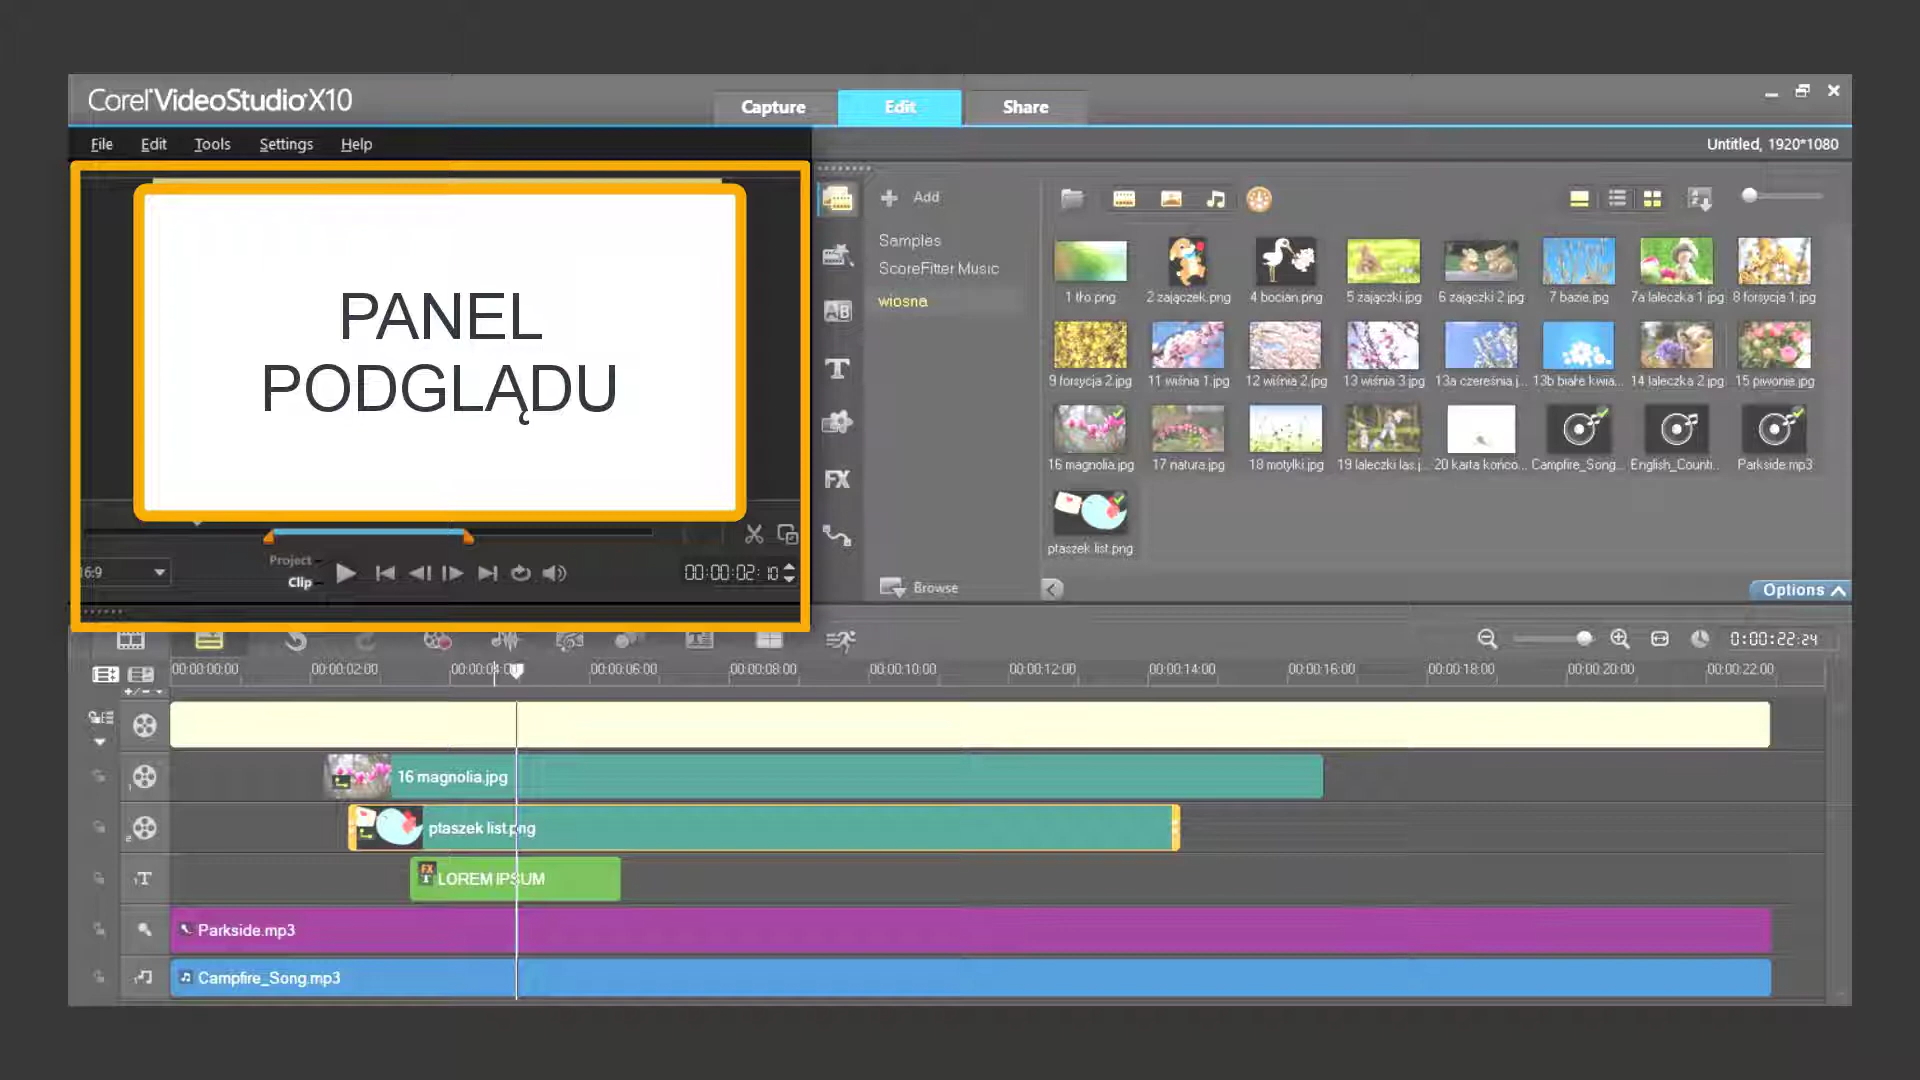 Corel VideoStudio X10
Capture
Edit
Share
File Edit Tools Settings Help
Untitled, 1920*1080
PANEL
PODGLĄDU
Project
Clip
16:9
00:00:02:10
Add
Samples
ScoreFitter Music
wiosna
Browse
AB
T
FX
1 tło.png 2 zajączek.png 4 bocian.png 5 zajączki.jpg 6 zajączki 2.jpg 7 bazie.jpg 7a laleczka 1.jpg 8 forsycja 1.jpg
9 forsycja 2.jpg 11 wiśnia 1.jpg 12 wiśnia 2.jpg 13 wiśnia 3.jpg 13a czereśnia.j... 13b białe kwia... 14 laleczka 2.jpg 15 piwonie.jpg
16 magnolia.jpg 17 natura.jpg 18 motylki.jpg 19 laleczki las.j... 20 karta końco... Campfire_Song... English_Counti... Parkside.mp3
ptaszek list.png
Options
0:00:22:24
00:00:00:00 00:00:02:00 00:00:04:00 00:00:06:00 00:00:08:00 00:00:10:00 00:00:12:00 00:00:14:00 00:00:16:00 00:00:18:00 00:00:20:00 00:00:22:00
16 magnolia.jpg
ptaszek list.png
LOREM IPSUM
Parkside.mp3
Campfire_Song.mp3